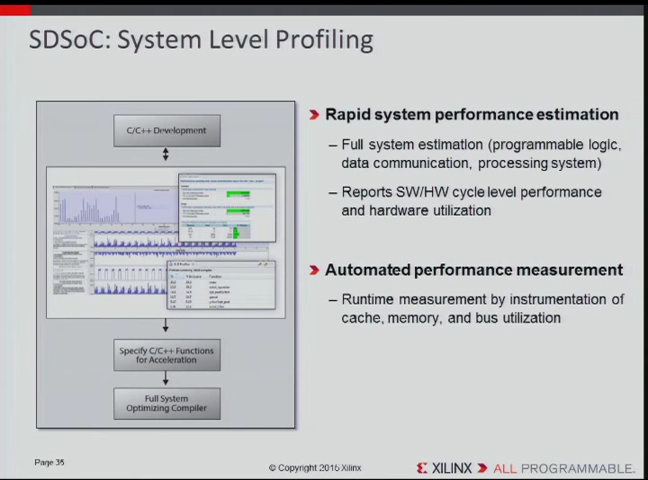 SDSoC: System Level Profiling
C/C++ Development
Specify C/C++ Functions
for Acceleration
Full System
Optimizing Compiler
Rapid system performance estimation
– Full system estimation (programmable logic,
data communication, processing system)
– Reports SW/HW cycle level performance
and hardware utilization
Automated performance measurement
– Runtime measurement by instrumentation of
cache, memory, and bus utilization
Page 35
© Copyright 2015 Xilinx
XILINX ALL PROGRAMMABLE.